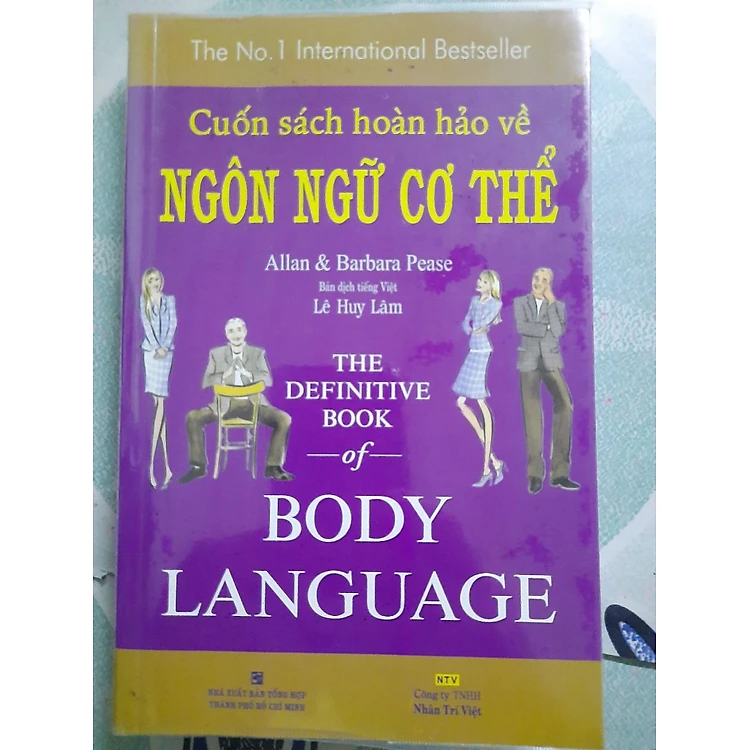 The No.1 International Bestseller
Cuốn sách hoàn hảo về
NGÔN NGỮ CƠ THỂ
Allan & Barbara Pease
Bản dịch tiếng Việt
Lê Huy Lâm
THE
DEFINITIVE
BOOK
of
BODY
LANGUAGE
NHÀ XUẤT BẢN TỔNG HỢP
THÀNH PHỐ HỒ CHÍ MINH
NTV
Công ty TNHH
Nhân Trí Việt